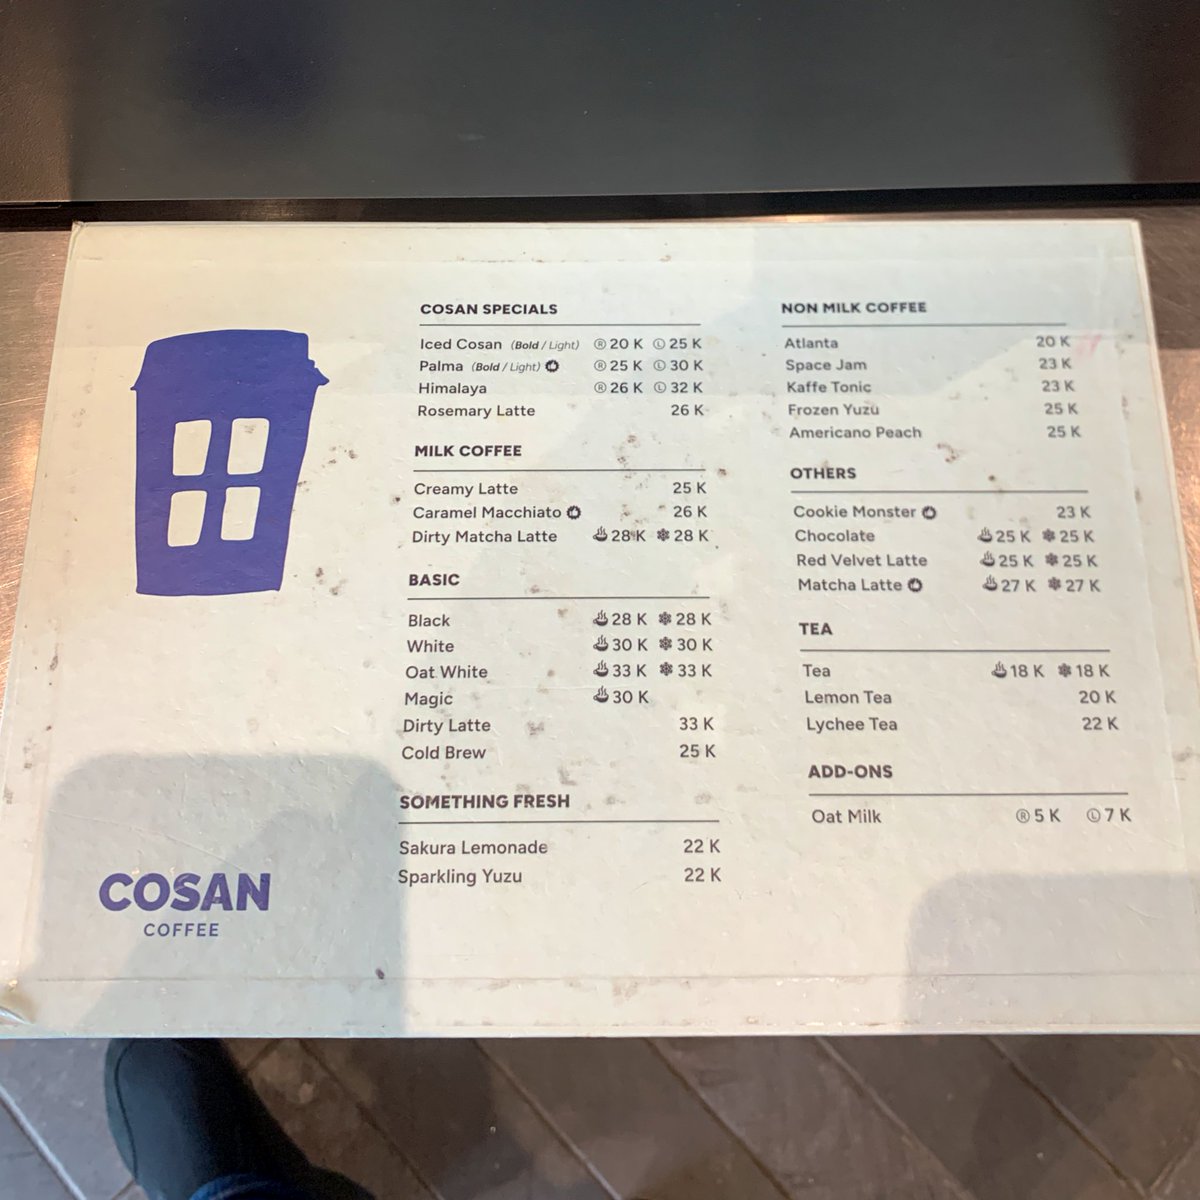 COSAN SPECIALS
Iced Cosan (Bold / Light) Ⓡ 20 K Ⓛ 25 K
Palma (Bold / Light) Ⓡ 25 K Ⓛ 30 K
Himalaya Ⓡ 26 K Ⓛ 32 K
Rosemary Latte 26 K
MILK COFFEE
Creamy Latte 25 K
Caramel Macchiato 26 K
Dirty Matcha Latte 28 K 28 K
BASIC
Black 28 K 28 K
White 30 K 30 K
Oat White 33 K 33 K
Magic 30 K
Dirty Latte 33 K
Cold Brew 25 K
SOMETHING FRESH
Sakura Lemonade 22 K
Sparkling Yuzu 22 K
NON MILK COFFEE
Atlanta 20 K
Space Jam 23 K
Kaffe Tonic 23 K
Frozen Yuzu 25 K
Americano Peach 25 K
OTHERS
Cookie Monster 23 K
Chocolate 25 K 25 K
Red Velvet Latte 25 K 25 K
Matcha Latte 27 K 27 K
TEA
Tea 18 K 18 K
Lemon Tea 20 K
Lychee Tea 22 K
ADD-ONS
Oat Milk Ⓡ 5 K Ⓛ 7 K
COSAN
COFFEE